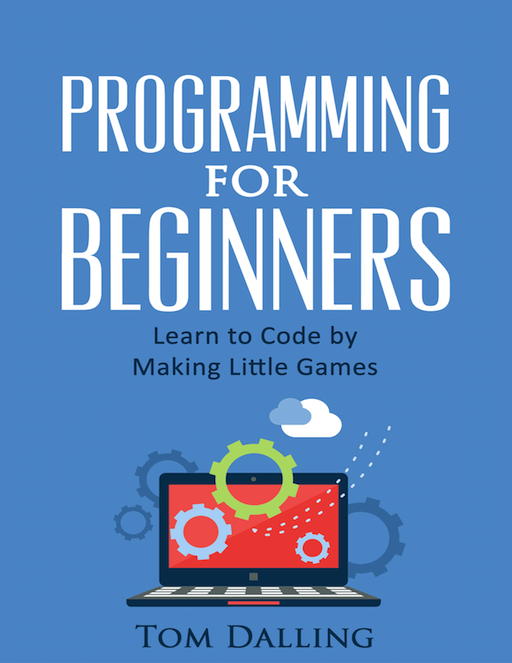 PROGRAMMING
FOR
BEGINNERS
Learn to Code by
Making Little Games
TOM DALLING